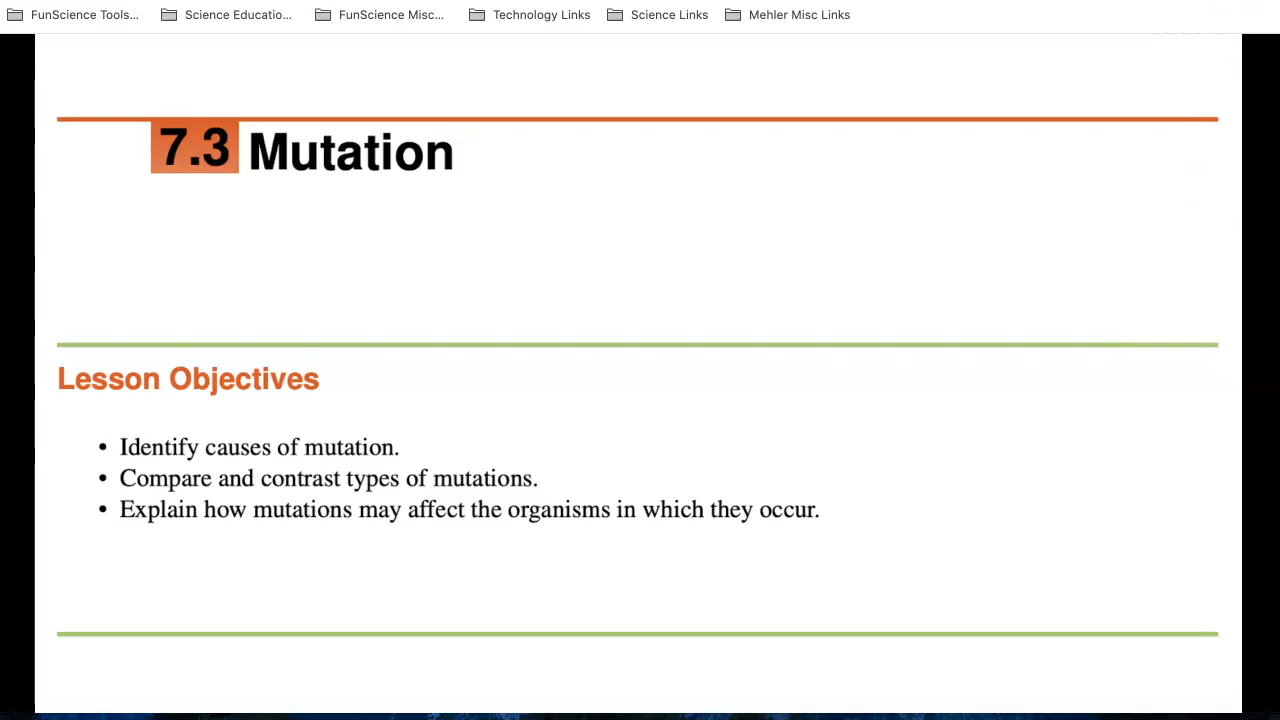 FunScience Tools... Science Educatio... FunScience Misc... Technology Links Science Links Mehler Misc Links
7.3 Mutation
Lesson Objectives
• Identify causes of mutation.
• Compare and contrast types of mutations.
• Explain how mutations may affect the organisms in which they occur.